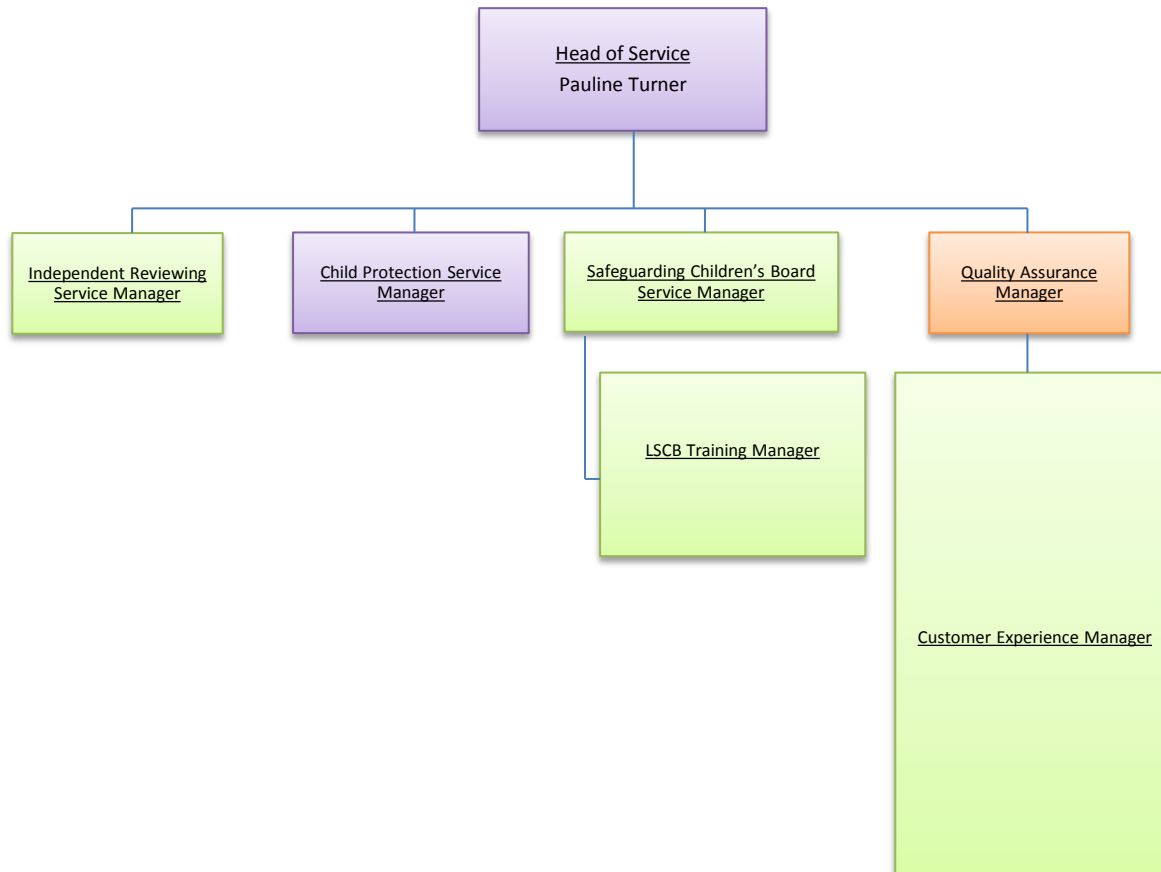 Head of Service
Pauline Turner
Independent Reviewing
Service Manager
Child Protection Service
Manager
Safeguarding Children’s Board
Service Manager
Quality Assurance
Manager
LSCB Training Manager
Customer Experience Manager